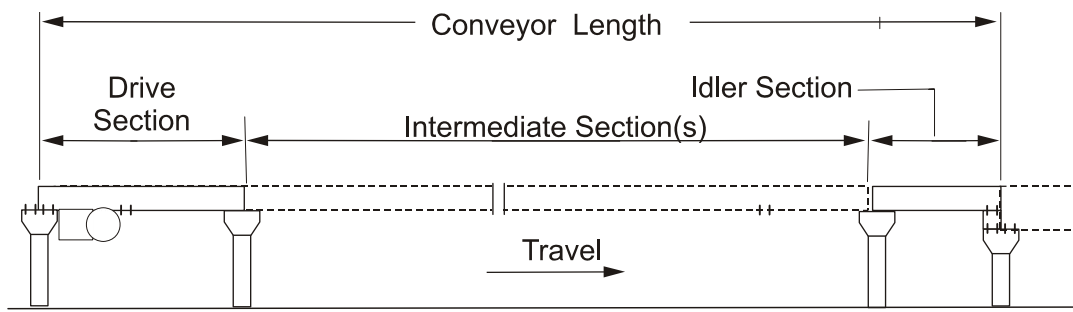 Conveyor Length
Drive
Section
Idler Section
Intermediate Section(s)
Travel